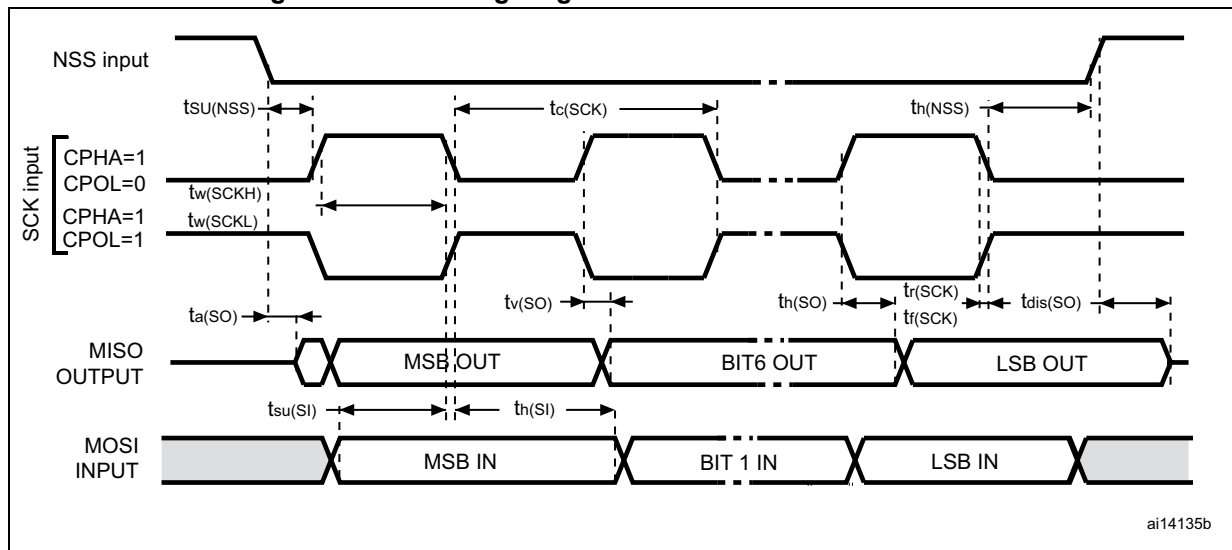 NSS input
tSU(NSS)
tc(SCK)
th(NSS)
SCK input
CPHA=1
CPOL=0
tw(SCKH)
CPHA=1
tw(SCKL)
CPOL=1
ta(SO)
tv(SO)
th(SO)
tr(SCK)
tf(SCK)
tdis(SO)
MISO
OUTPUT
MSB OUT
BIT6 OUT
LSB OUT
tsu(SI)
th(SI)
MOSI
INPUT
MSB IN
BIT 1 IN
LSB IN
ai14135b